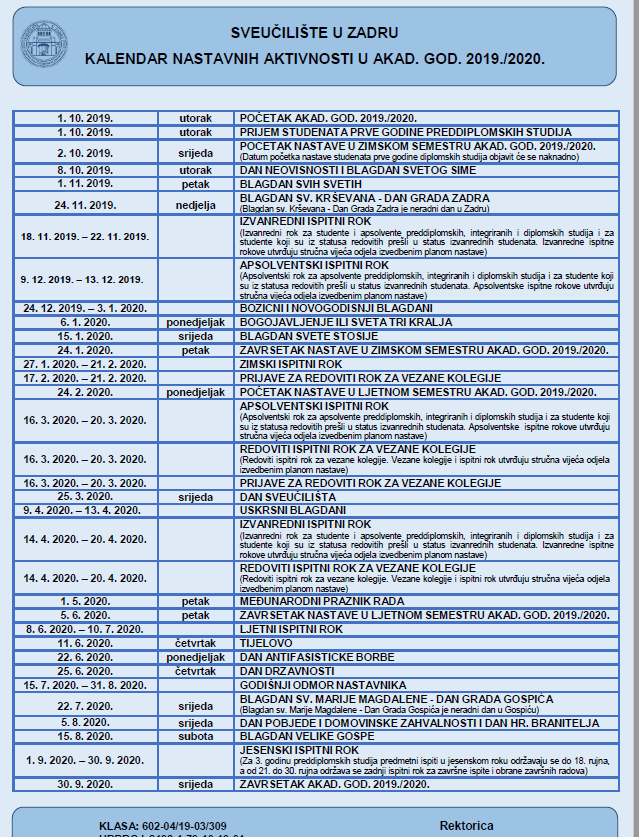 SVEUČILIŠTE U ZADRU
KALENDAR NASTAVNIH AKTIVNOSTI U AKAD. GOD. 2019./2020.
1. 10. 2019. utorak POČETAK AKAD. GOD. 2019./2020.
1. 10. 2019. utorak PRIJEM STUDENATA PRVE GODINE PREDDIPLOMSKIH STUDIJA
2. 10. 2019. srijeda POČETAK NASTAVE U ZIMSKOM SEMESTRU AKAD. GOD. 2019./2020.
(Datum početka nastave studenata prve godine diplomskih studija objavit će se naknadno)
8. 10. 2019. utorak DAN NEOVISNOSTI I BLAGDAN SVETOG ŠIME
1. 11. 2019. petak BLAGDAN SVIH SVETIH
24. 11. 2019. nedjelja BLAGDAN SV. KRŠEVANA - DAN GRADA ZADRA
(Blagdan sv. Krševana - Dan Grada Zadra je neradni dan u Zadru)
18. 11. 2019. – 22. 11. 2019. IZVANREDNI ISPITNI ROK
(Izvanredni rok za studente i apsolvente preddiplomskih, integriranih i diplomskih studija i za
studente koji su iz statusa redovitih prešli u status izvanrednih studenata. Izvanredne ispitne
rokove utvrđuju stručna vijeća odjela izvedbenim planom nastave)
9. 12. 2019. – 13. 12. 2019. APSOLVENTSKI ISPITNI ROK
(Apsolventski rok za apsolvente preddiplomskih, integriranih i diplomskih studija i za studente koji
su iz statusa redovitih prešli u status izvanrednih studenata. Apsolventske ispitne rokove utvrđuju
stručna vijeća odjela izvedbenim planom nastave)
24. 12. 2019. – 3. 1. 2020. BOŽIĆNI I NOVOGODIŠNJI BLAGDANI
6. 1. 2020. ponedjeljak BOGOJAVLJENJE ILI SVETA TRI KRALJA
15. 1. 2020. srijeda BLAGDAN SVETE STOŠIJE
24. 1. 2020. petak ZAVRŠETAK NASTAVE U ZIMSKOM SEMESTRU AKAD. GOD. 2019./2020.
27. 1. 2020. – 21. 2. 2020. ZIMSKI ISPITNI ROK
17. 2. 2020. – 21. 2. 2020. PRIJAVE ZA REDOVITI ROK ZA VEZANE KOLEGIJE
24. 2. 2020. ponedjeljak POČETAK NASTAVE U LJETNOM SEMESTRU AKAD. GOD. 2019./2020.
16. 3. 2020. – 20. 3. 2020. APSOLVENTSKI ISPITNI ROK
(Apsolventski rok za apsolvente preddiplomskih, integriranih i diplomskih studija i za studente koji
su iz statusa redovitih prešli u status izvanrednih studenata. Apsolventske ispitne rokove utvrđuju
stručna vijeća odjela izvedbenim planom nastave)
16. 3. 2020. – 20. 3. 2020. REDOVITI ISPITNI ROK ZA VEZANE KOLEGIJE
(Redoviti ispitni rok za vezane kolegije. Vezane kolegije i ispitni rok utvrđuju stručna vijeća odjela
izvedbenim planom nastave)
16. 3. 2020. – 20. 3. 2020. PRIJAVE ZA REDOVITI ROK ZA VEZANE KOLEGIJE
25. 3. 2020. srijeda DAN SVEUČILIŠTA
9. 4. 2020. – 13. 4. 2020. USKRSNI BLAGDANI
14. 4. 2020. – 20. 4. 2020. IZVANREDNI ISPITNI ROK
(Izvanredni rok za studente i apsolvente preddiplomskih, integriranih i diplomskih studija i za
studente koji su iz statusa redovitih prešli u status izvanrednih studenata. Izvanredne ispitne
rokove utvrđuju stručna vijeća odjela izvedbenim planom nastave)
14. 4. 2020. – 20. 4. 2020. REDOVITI ISPITNI ROK ZA VEZANE KOLEGIJE
(Redoviti ispitni rok za vezane kolegije. Vezane kolegije i ispitni rok utvrđuju stručna vijeća odjela
izvedbenim planom nastave)
1. 5. 2020. petak MEĐUNARODNI PRAZNIK RADA
5. 6. 2020. petak ZAVRŠETAK NASTAVE U LJETNOM SEMESTRU AKAD. GOD. 2019./2020.
8. 6. 2020. – 10. 7. 2020. LJETNI ISPITNI ROK
11. 6. 2020. četvrtak TIJELOVO
22. 6. 2020. ponedjeljak DAN ANTIFAŠISTIČKE BORBE
25. 6. 2020. četvrtak DAN DRŽAVNOSTI
15. 7. 2020. – 31. 8. 2020. GODIŠNJI ODMOR NASTAVNIKA
22. 7. 2020. srijeda BLAGDAN SV. MARIJE MAGDALENE - DAN GRADA GOSPIĆA
(Blagdan sv. Marije Magdalene - Dan Grada Gospića je neradni dan u Gospiću)
5. 8. 2020. srijeda DAN POBJEDE I DOMOVINSKE ZAHVALNOSTI I DAN HR. BRANITELJA
15. 8. 2020. subota BLAGDAN VELIKE GOSPE
1. 9. 2020. – 30. 9. 2020. JESENSKI ISPITNI ROK
(Za 3. godinu preddiplomskih studija predmetni ispiti u jesenskom roku održavaju se do 18. rujna,
a od 21. do 30. rujna održava se zadnji ispitni rok za završne ispite i obrane završnih radova)
30. 9. 2020. srijeda ZAVRŠETAK AKAD. GOD. 2019./2020.
KLASA: 602-04/19-03/309 Rektorica